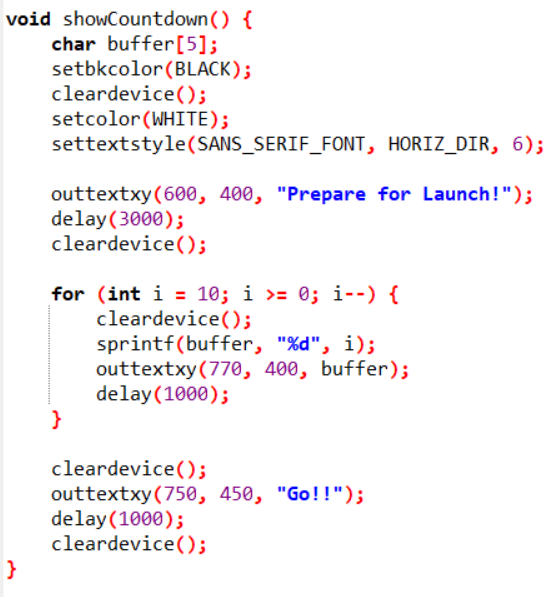 void showCountdown() {
    char buffer[5];
    setbkcolor(BLACK);
    cleardevice();
    setcolor(WHITE);
    settextstyle(SANS_SERIF_FONT, HORIZ_DIR, 6);

    outtextxy(600, 400, "Prepare for Launch!");
    delay(3000);
    cleardevice();

    for (int i = 10; i >= 0; i--) {
        cleardevice();
        sprintf(buffer, "%d", i);
        outtextxy(770, 400, buffer);
        delay(1000);
    }

    cleardevice();
    outtextxy(750, 450, "Go!!");
    delay(1000);
    cleardevice();
}